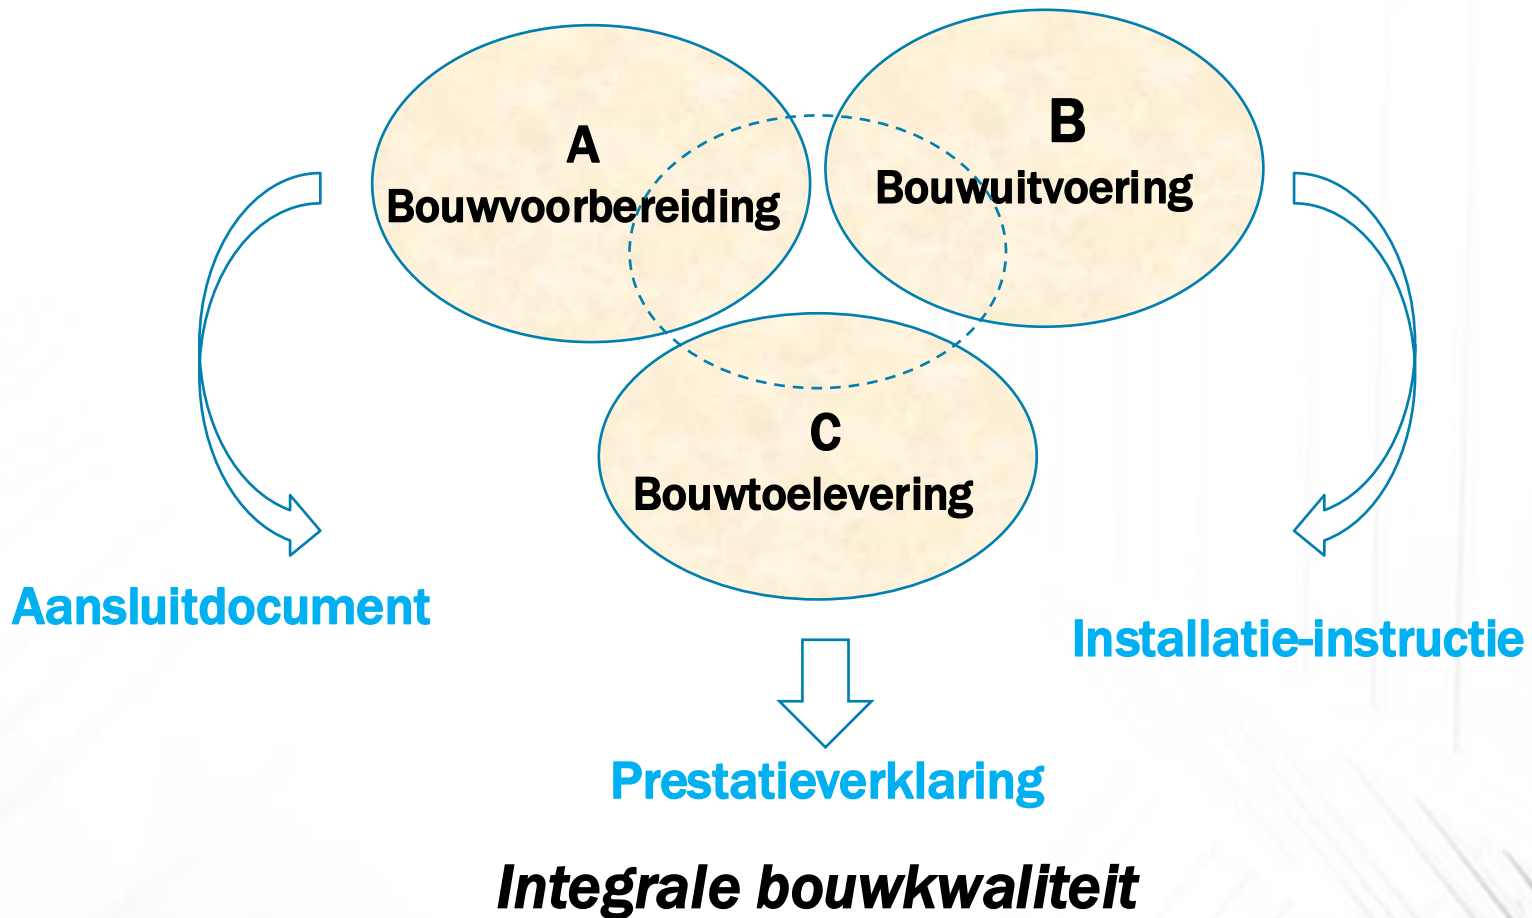 A
Bouwvoorbereiding
B
Bouwuitvoering
C
Bouwtoelevering
Aansluitdocument
Installatie-instructie
Prestatieverklaring
Integrale bouwkwaliteit